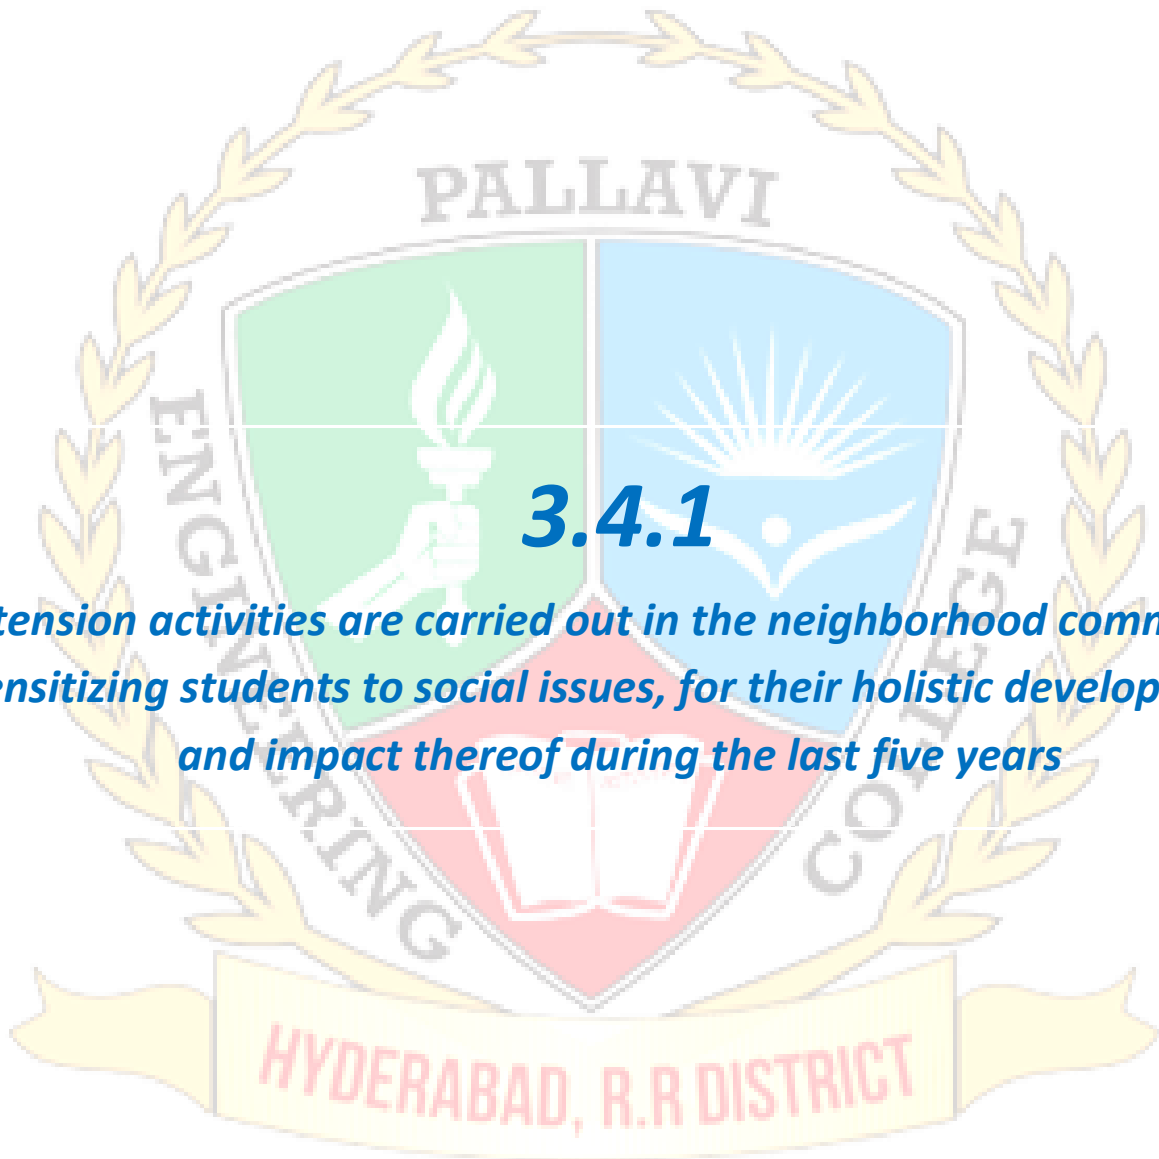 PALLAVI
ENGINEERING
COLLEGE
3.4.1
tension activities are carried out in the neighborhood comm
ensitizing students to social issues, for their holistic develop
and impact thereof during the last five years
HYDERABAD, R.R DISTRICT